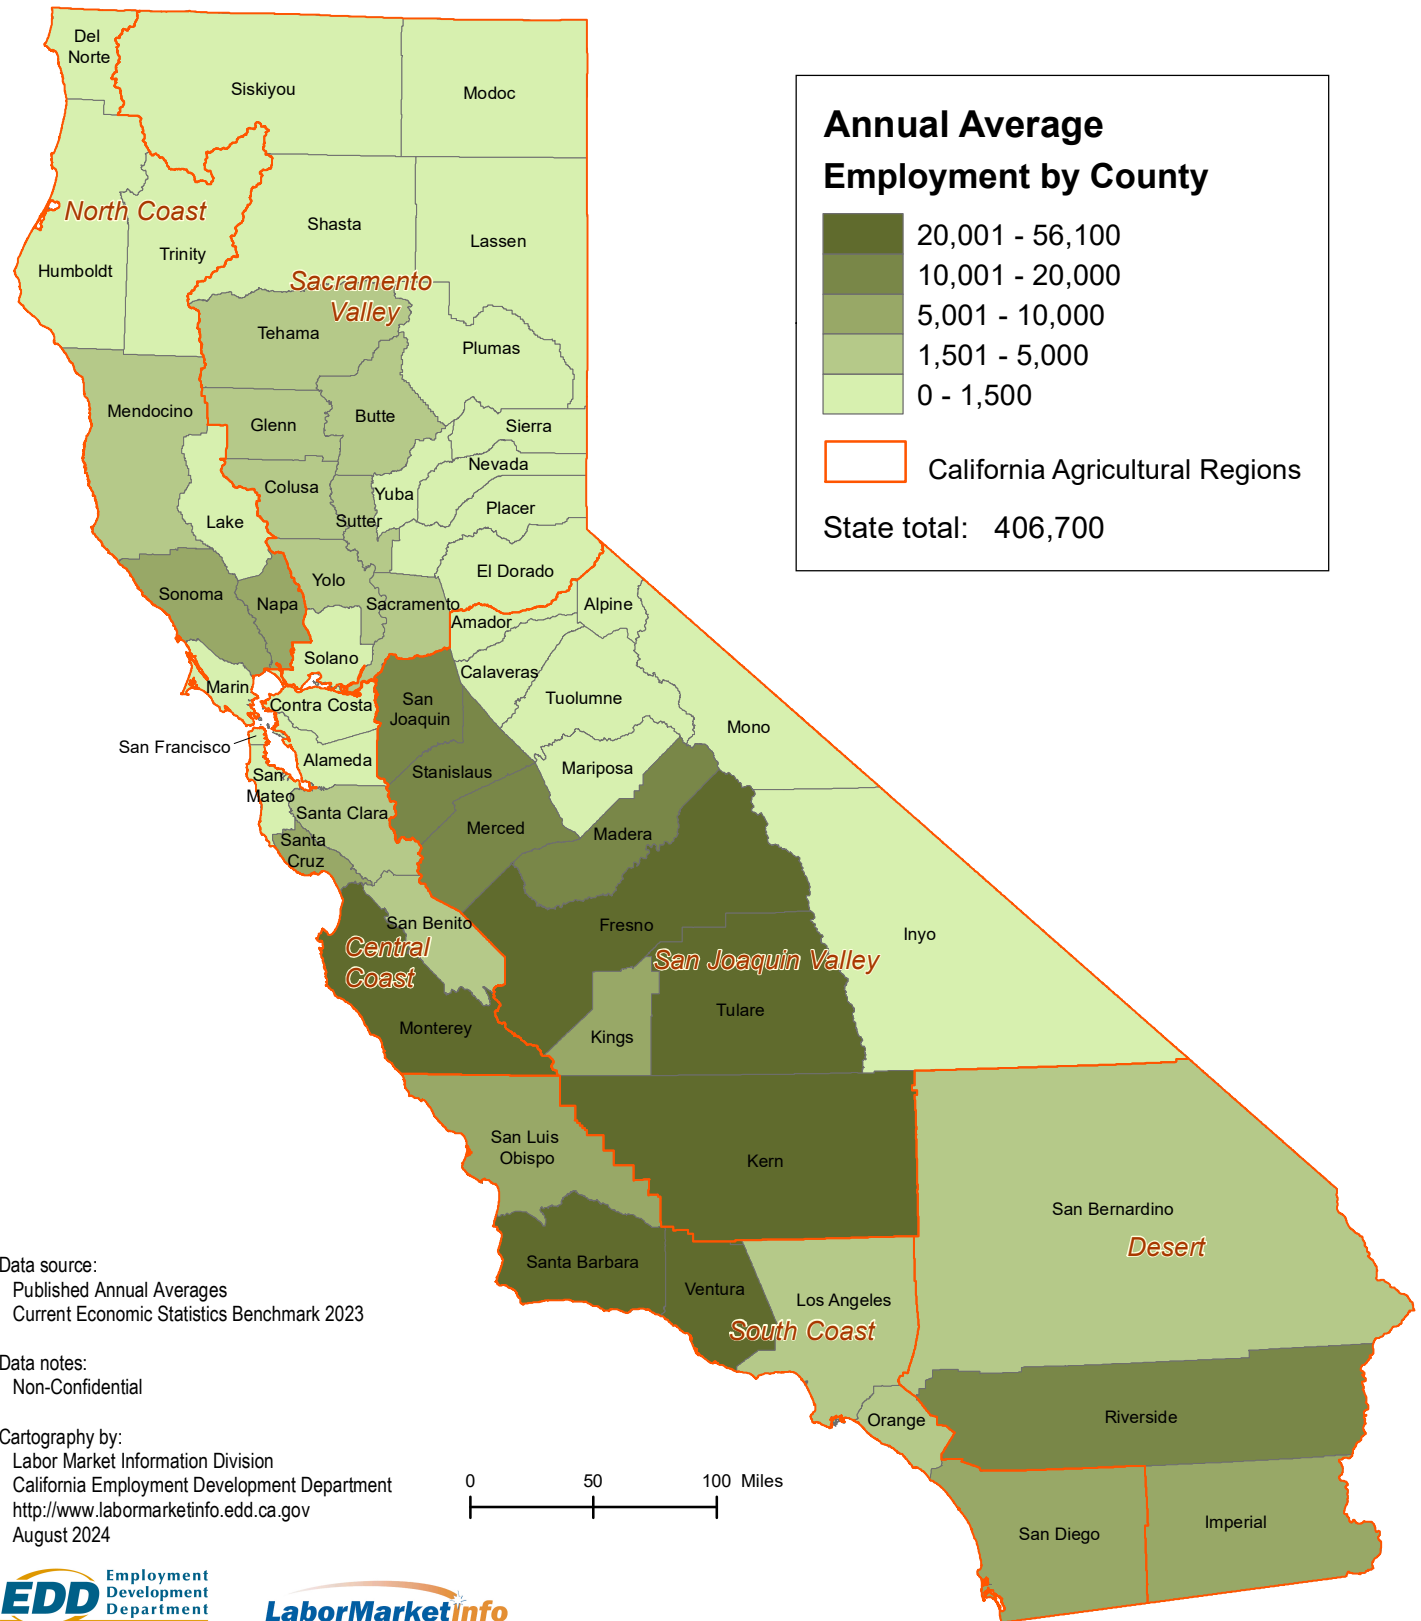 Del
Norte
Siskiyou
Modoc
Annual Average
Employment by County
20,001 - 56,100
10,001 - 20,000
5,001 - 10,000
1,501 - 5,000
0 - 1,500
California Agricultural Regions
State total: 406,700
North Coast
Humboldt
Trinity
Shasta
Lassen
Sacramento
Valley
Tehama
Plumas
Mendocino
Glenn
Butte
Sierra
Nevada
Colusa
Yuba
Placer
Sutter
Lake
El Dorado
Yolo
Sonoma
Napa
Sacramento
Alpine
Amador
Solano
Calaveras
Marin
Contra Costa
San
Joaquin
Tuolumne
Mono
San Francisco
Alameda
Stanislaus
Mariposa
San
Mateo
Santa Clara
Merced
Madera
Santa
Cruz
San Benito
Fresno
Inyo
Central
Coast
San Joaquin Valley
Tulare
Monterey
Kings
San Luis
Obispo
Kern
San Bernardino
Desert
Santa Barbara
Ventura
Los Angeles
South Coast
Orange
Riverside
San Diego
Imperial
Data source:
Published Annual Averages
Current Economic Statistics Benchmark 2023
Data notes:
Non-Confidential
Cartography by:
Labor Market Information Division
California Employment Development Department
http://www.labormarketinfo.edd.ca.gov
August 2024
0 50 100 Miles
EDD
Employment
Development
Department
LaborMarketInfo